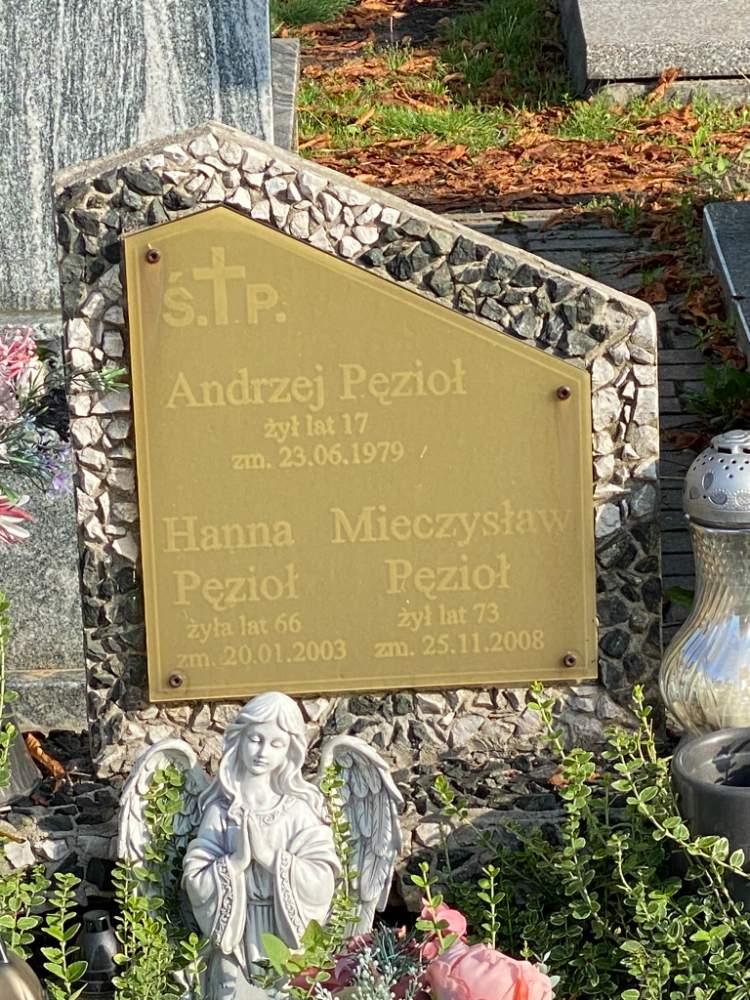 Ś.†P.
Andrzej Pęzioł
żył lat 17
zm. 23.06.1979
Hanna
Pęzioł
żyła lat 66
zm. 20.01.2003
Mieczysław
Pęzioł
żył lat 73
zm. 25.11.2008